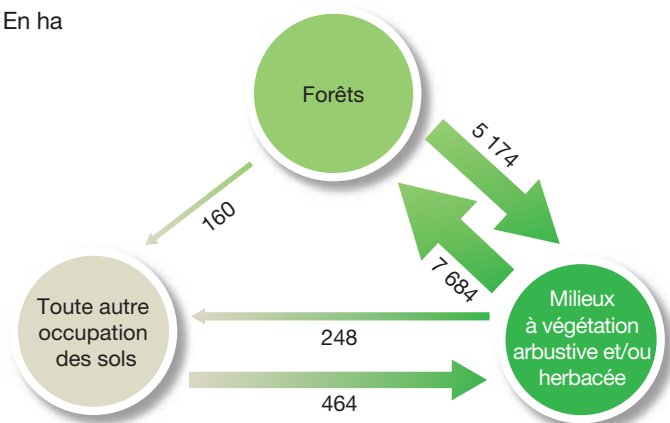 En ha
Forêts
5 174
160
7 684
Toute autre
occupation
des sols
248
464
Milieux
à végétation
arbustive et/ou
herbacée